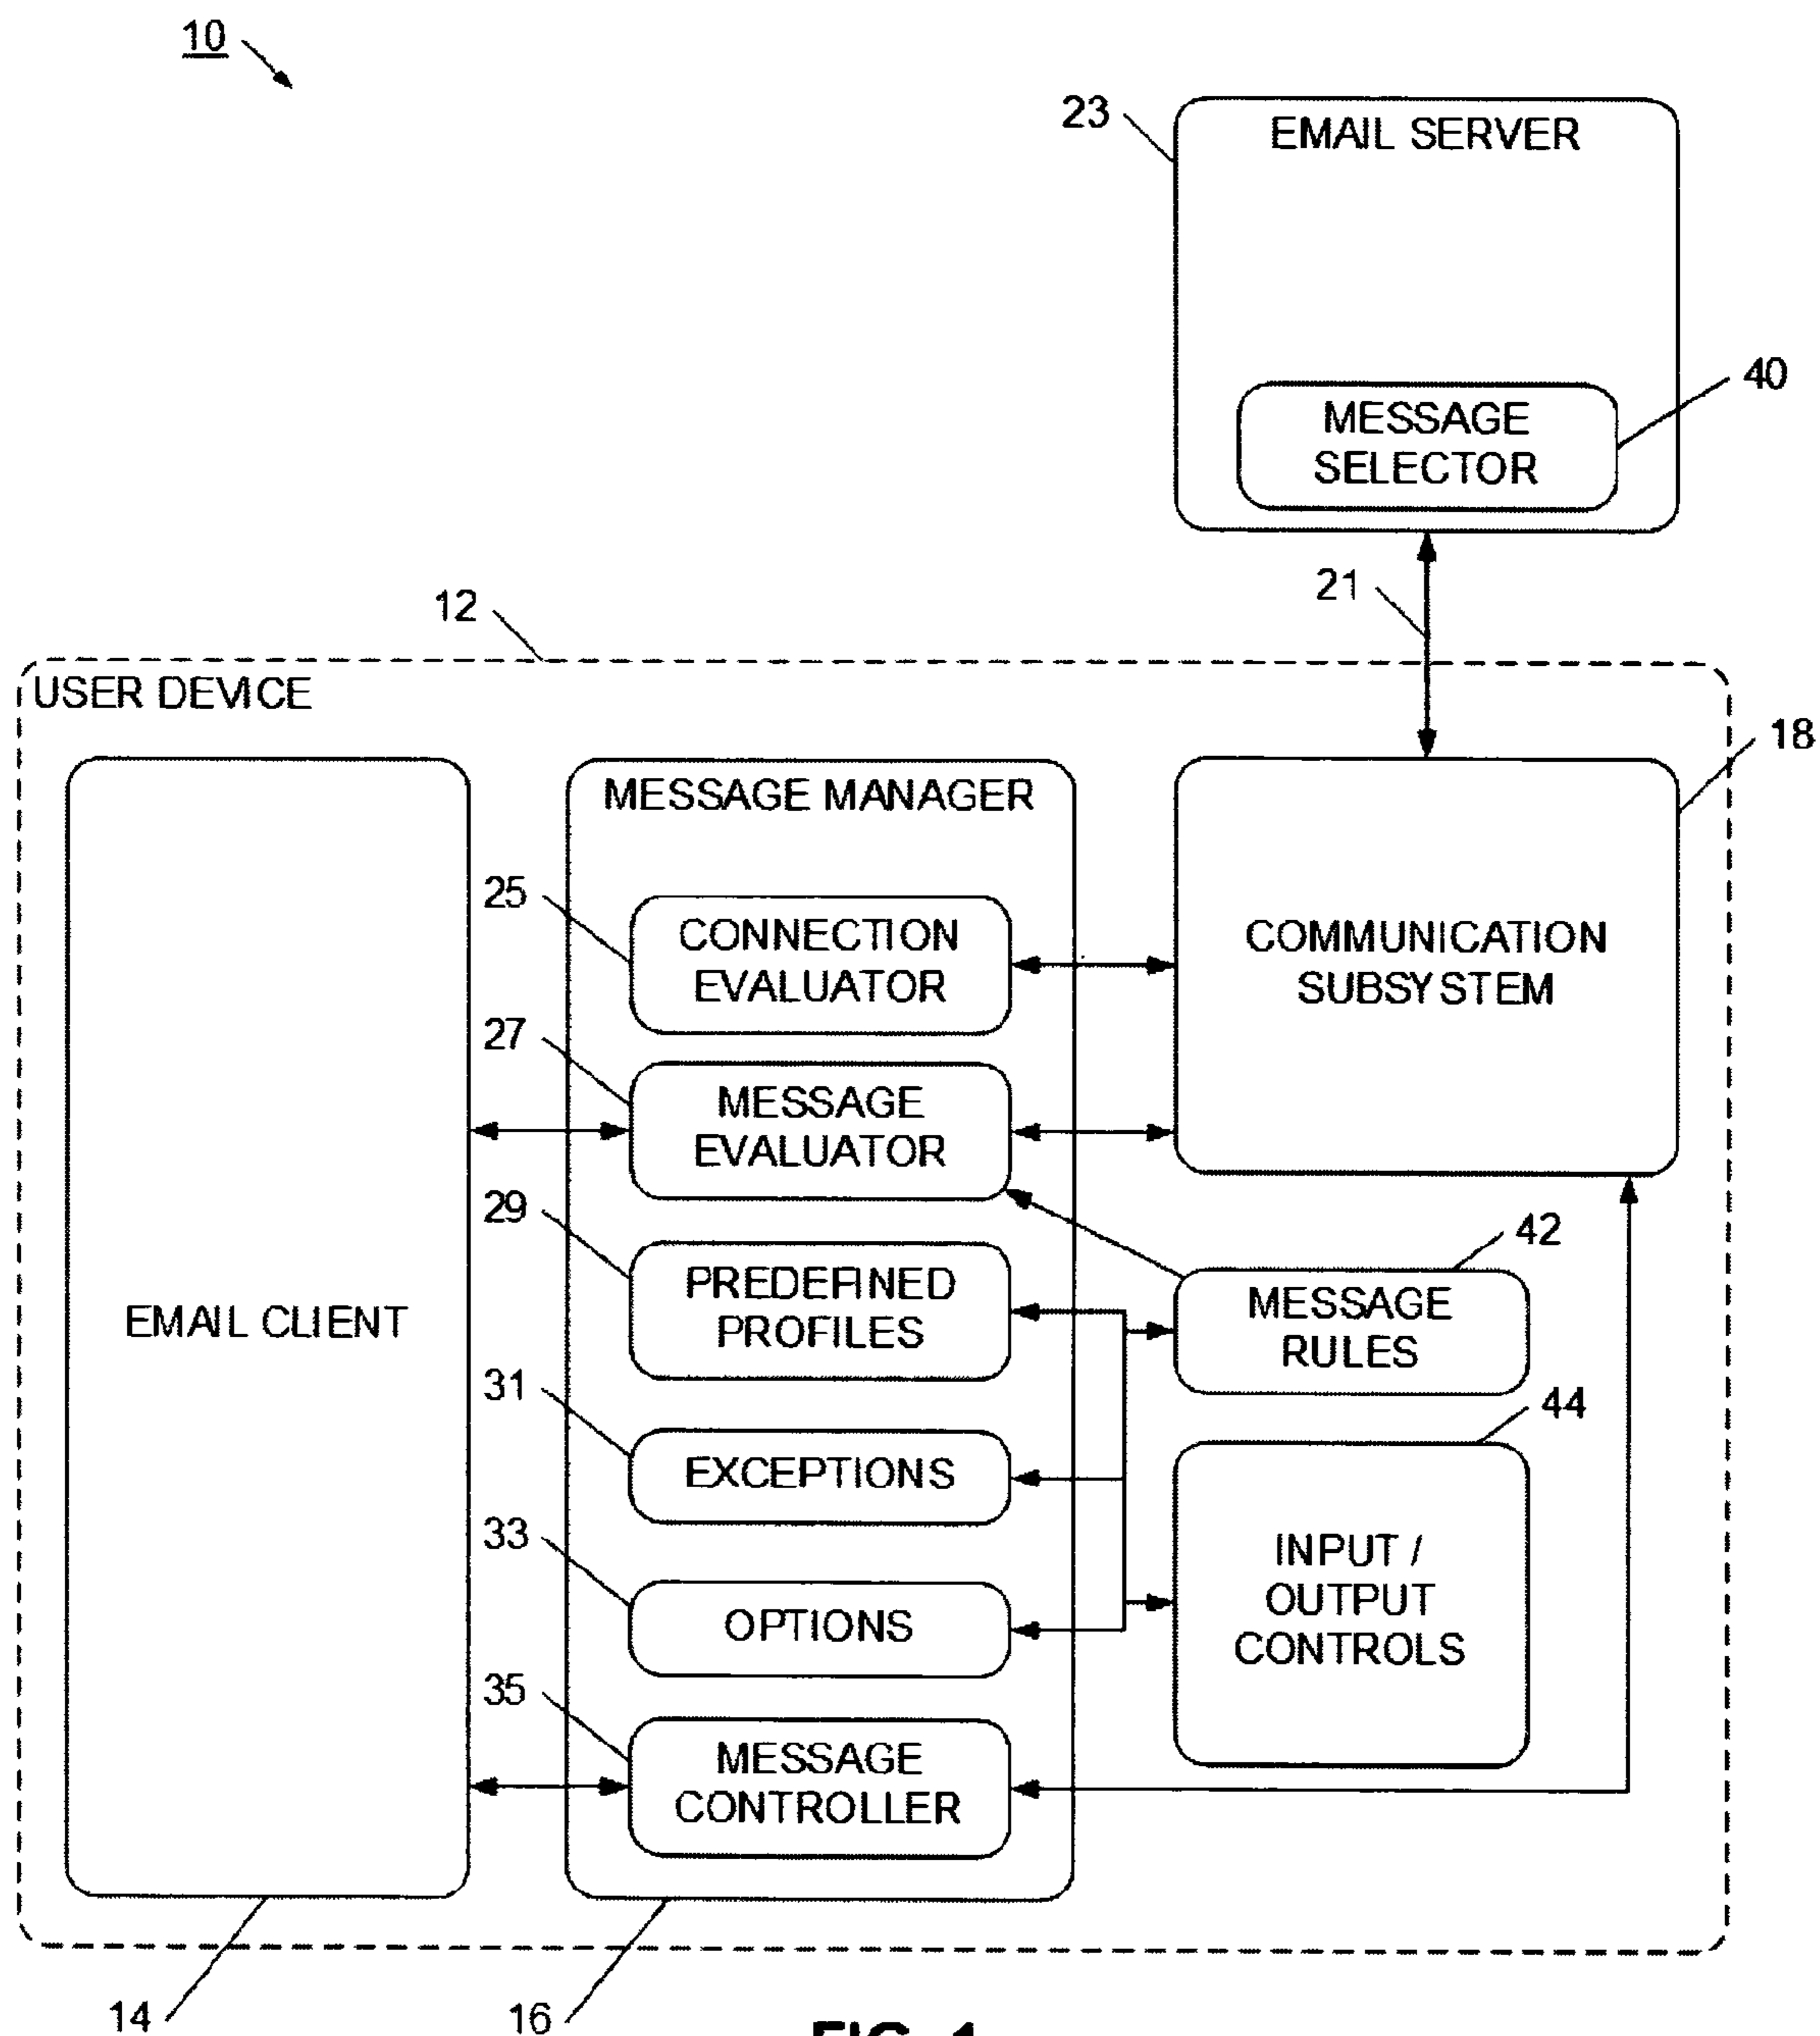 10
23
EMAIL SERVER
40
MESSAGE
SELECTOR
21
12
USER DEVICE
18
MESSAGE MANAGER
25
CONNECTION
EVALUATOR
COMMUNICATION
SUBSYSTEM
27
MESSAGE
EVALUATOR
29
42
PREDEFINED
PROFILES
MESSAGE
RULES
EMAIL CLIENT
31
44
EXCEPTIONS
33
INPUT /
OUTPUT
CONTROLS
OPTIONS
35
MESSAGE
CONTROLLER
14
16
FIG. 1